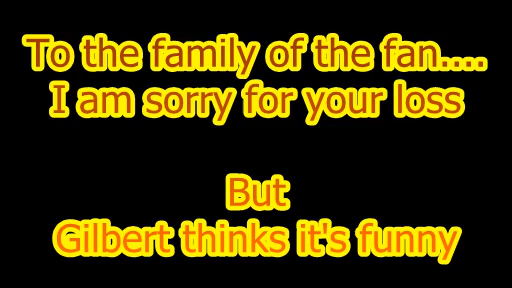 To the family of the fan....
I am sorry for your loss
But
Gilbert thinks it's funny